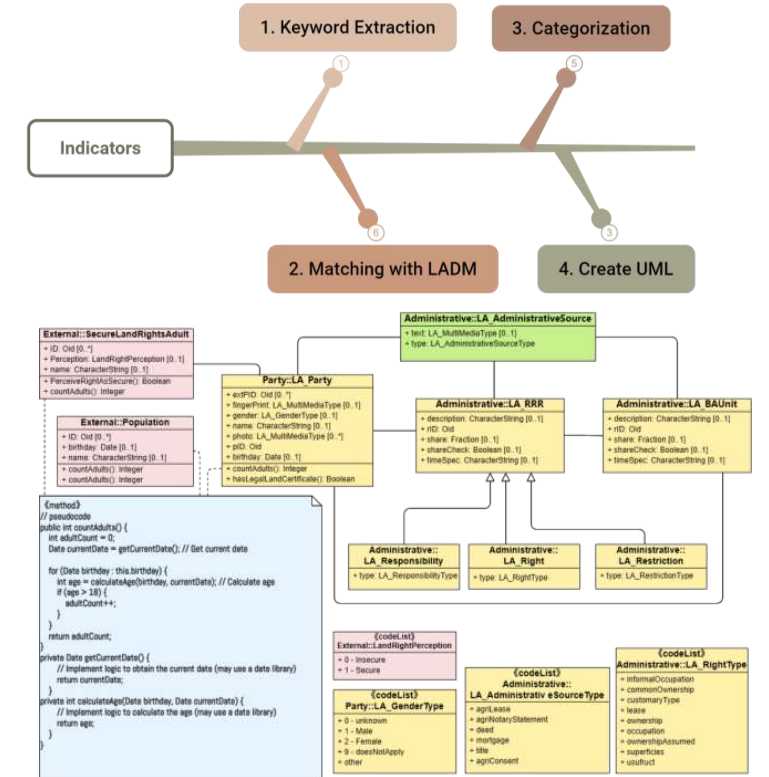 1. Keyword Extraction
3. Categorization
1
5
Indicators
6
3
2. Matching with LADM
4. Create UML
External::SecureLandRightsAdult
+ ID: Oid [0..*]
+ Perception: LandRightPerception [0..1]
+ name: CharacterString [0..1]
+ PerceiveRightAsSecure(): Boolean
+ countAdults(): Integer
External::Population
+ ID: Oid [0..*]
+ birthday: Date [0..1]
+ name: CharacterString [0..1]
+ countAdults(): Integer
+ countAdults(): Integer
Party::LA_Party
+ extPID: Oid [0..*]
+ fingerPrint: LA_MultiMediaType [0..1]
+ gender: LA_GenderType [0..1]
+ name: CharacterString [0..1]
+ photo: LA_MultiMediaType [0..*]
+ pID: Oid
+ birthday: Date [0..1]
+ countAdults(): Integer
+ hasLegalLandCertificate(): Boolean
Administrative::LA_AdministrativeSource
+ text: LA_MultiMediaType [0..1]
+ type: LA_AdministrativeSourceType
Administrative::LA_RRR
+ description: CharacterString [0..1]
+ rID: Oid
+ share: Fraction [0..1]
+ shareCheck: Boolean [0..1]
+ timeSpec: CharacterString [0..1]
Administrative::LA_BAUnit
+ description: CharacterString [0..1]
+ rID: Oid
+ share: Fraction [0..1]
+ shareCheck: Boolean [0..1]
+ timeSpec: CharacterString [0..1]
Administrative::
LA_Responsibility
+ type: LA_ResponsibilityType
Administrative::
LA_Right
+ type: LA_RightType
Administrative::
LA_Restriction
+ type: LA_RestrictionType
《method》
// pseudocode
public int countAdults() {
int adultCount = 0;
Date currentDate = getCurrentDate(); // Get current date
for (Date birthday : this.birthday) {
int age = calculateAge(birthday, currentDate); // Calculate age
if (age > 18) {
adultCount++;
}
}
return adultCount;
}
private Date getCurrentDate() {
// Implement logic to obtain the current date (may use a date library)
return currentDate;
}
private int calculateAge(Date birthday, Date currentDate) {
// Implement logic to calculate the age (may use a date library)
return age;
}
}
《codeList》
External::LandRightPerception
+ 0 - Insecure
+ 1 - Secure
《codeList》
Party::LA_GenderType
+ 0 - unknown
+ 1 - Male
+ 2 - Female
+ 9 - doesNotApply
+ other
《codeList》
Administrative::
LA_Administrativ eSourceType
+ agriLease
+ agriNotaryStatement
+ deed
+ mortgage
+ title
+ agriConsent
《codeList》
Administrative::LA_RightType
+ informalOccupation
+ commonOwnership
+ customaryType
+ lease
+ ownership
+ occupation
+ ownershipAssumed
+ superficies
+ usufruct